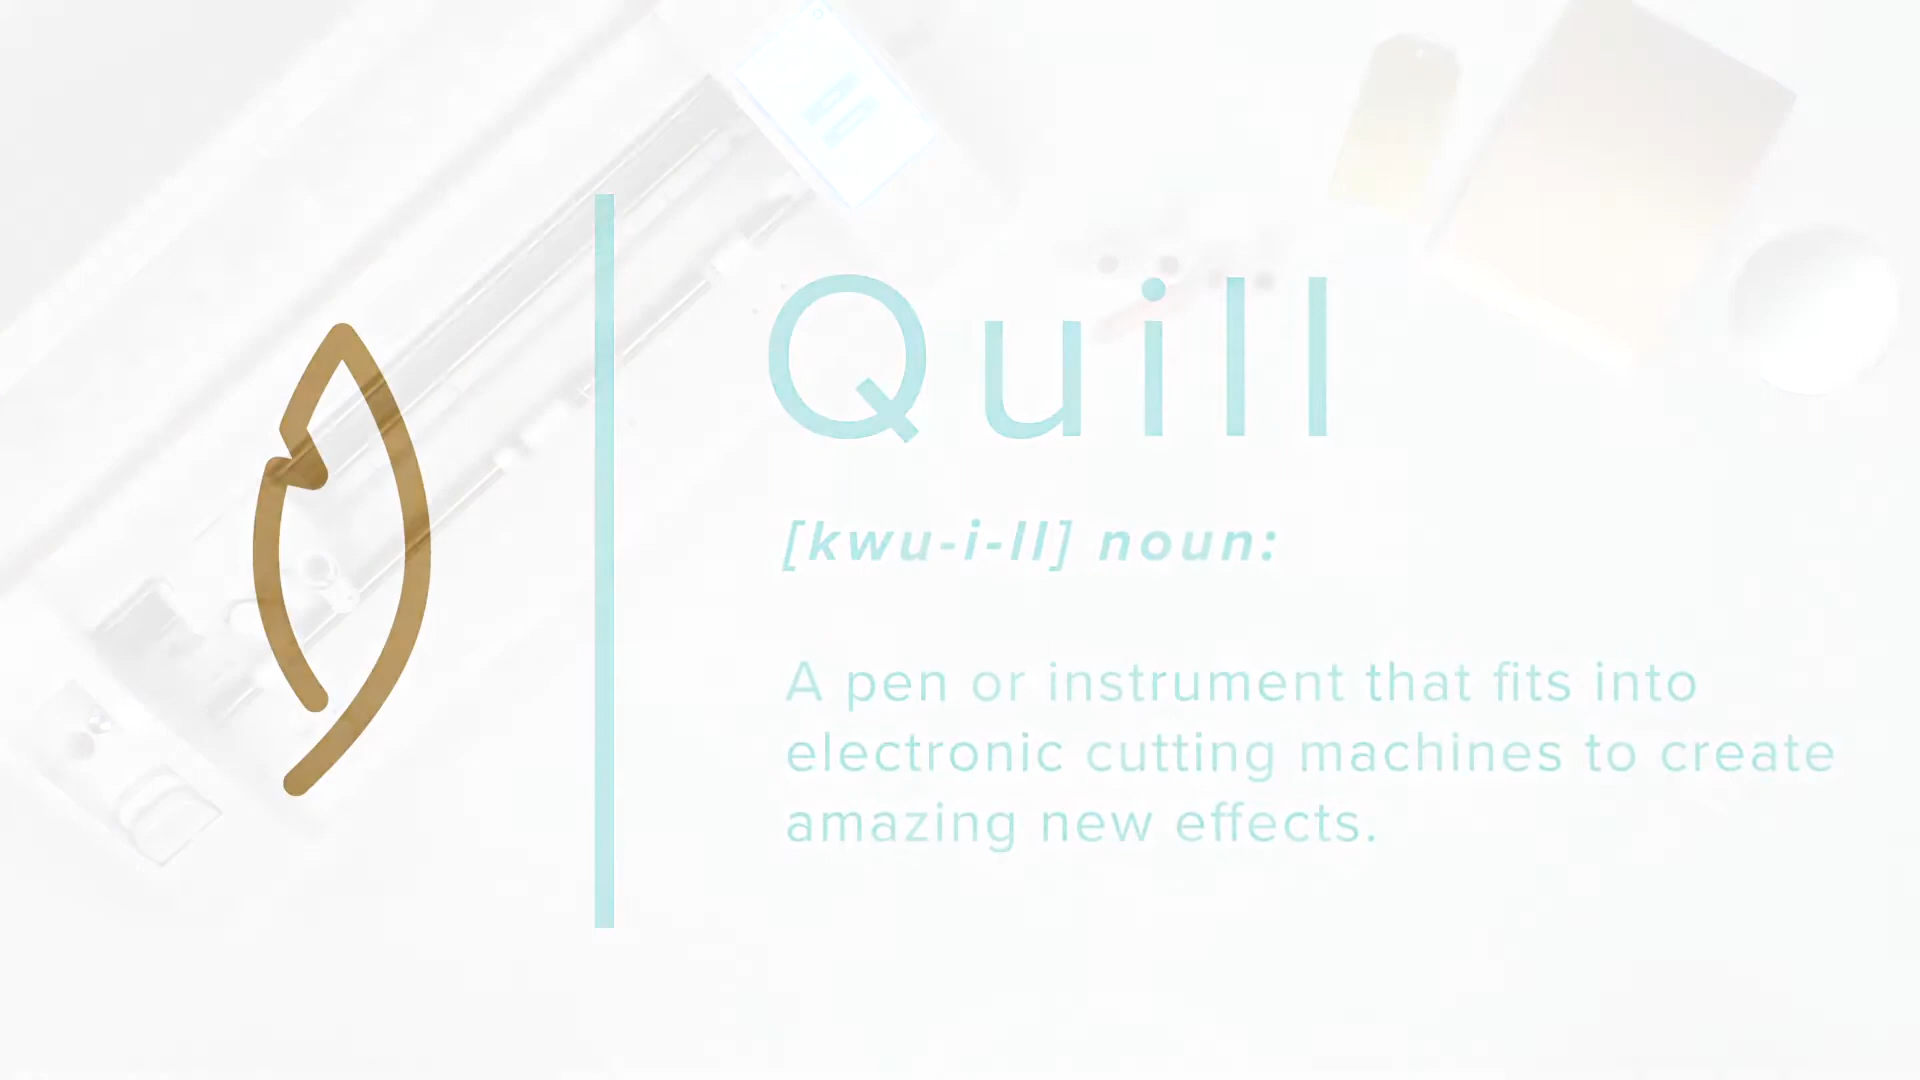 Quill
[kwu-i-ll] noun:
A pen or instrument that fits into
electronic cutting machines to create
amazing new effects.